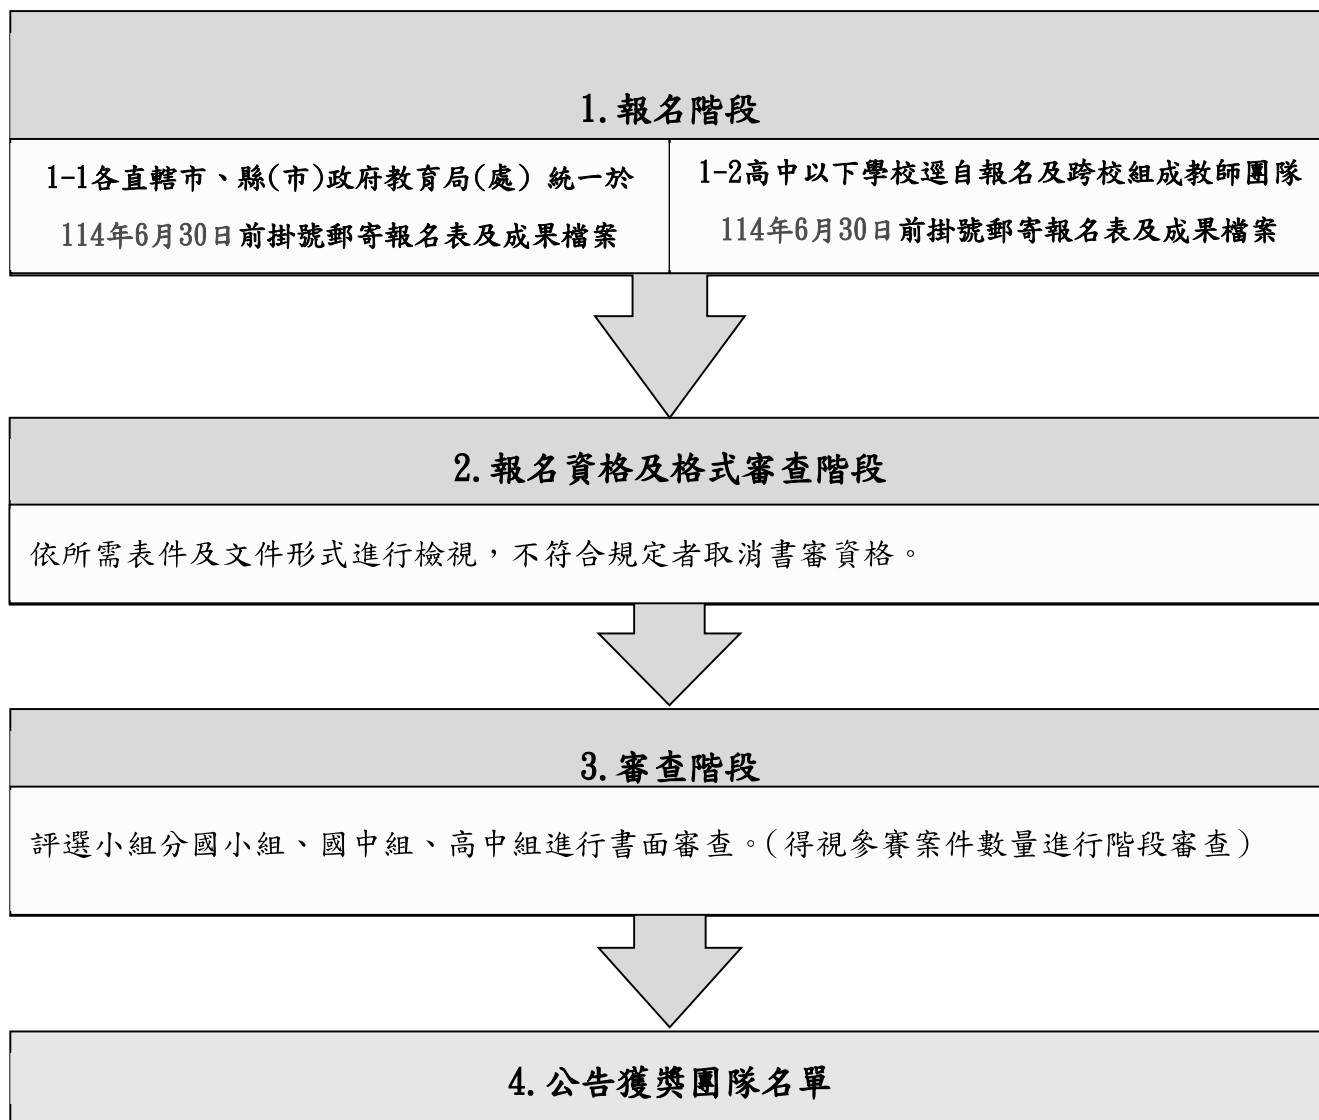 1.報名階段
1-1各直轄市、縣(市)政府教育局(處) 統一於
114年6月30日前掛號郵寄報名表及成果檔案
1-2高中以下學校逕自報名及跨校組成教師團隊
114年6月30日前掛號郵寄報名表及成果檔案
2.報名資格及格式審查階段
依所需表件及文件形式進行檢視，不符合規定者取消書審資格。
3.審查階段
評選小組分國小組、國中組、高中組進行書面審查。(得視參賽案件數量進行階段審查)
4.公告獲獎團隊名單